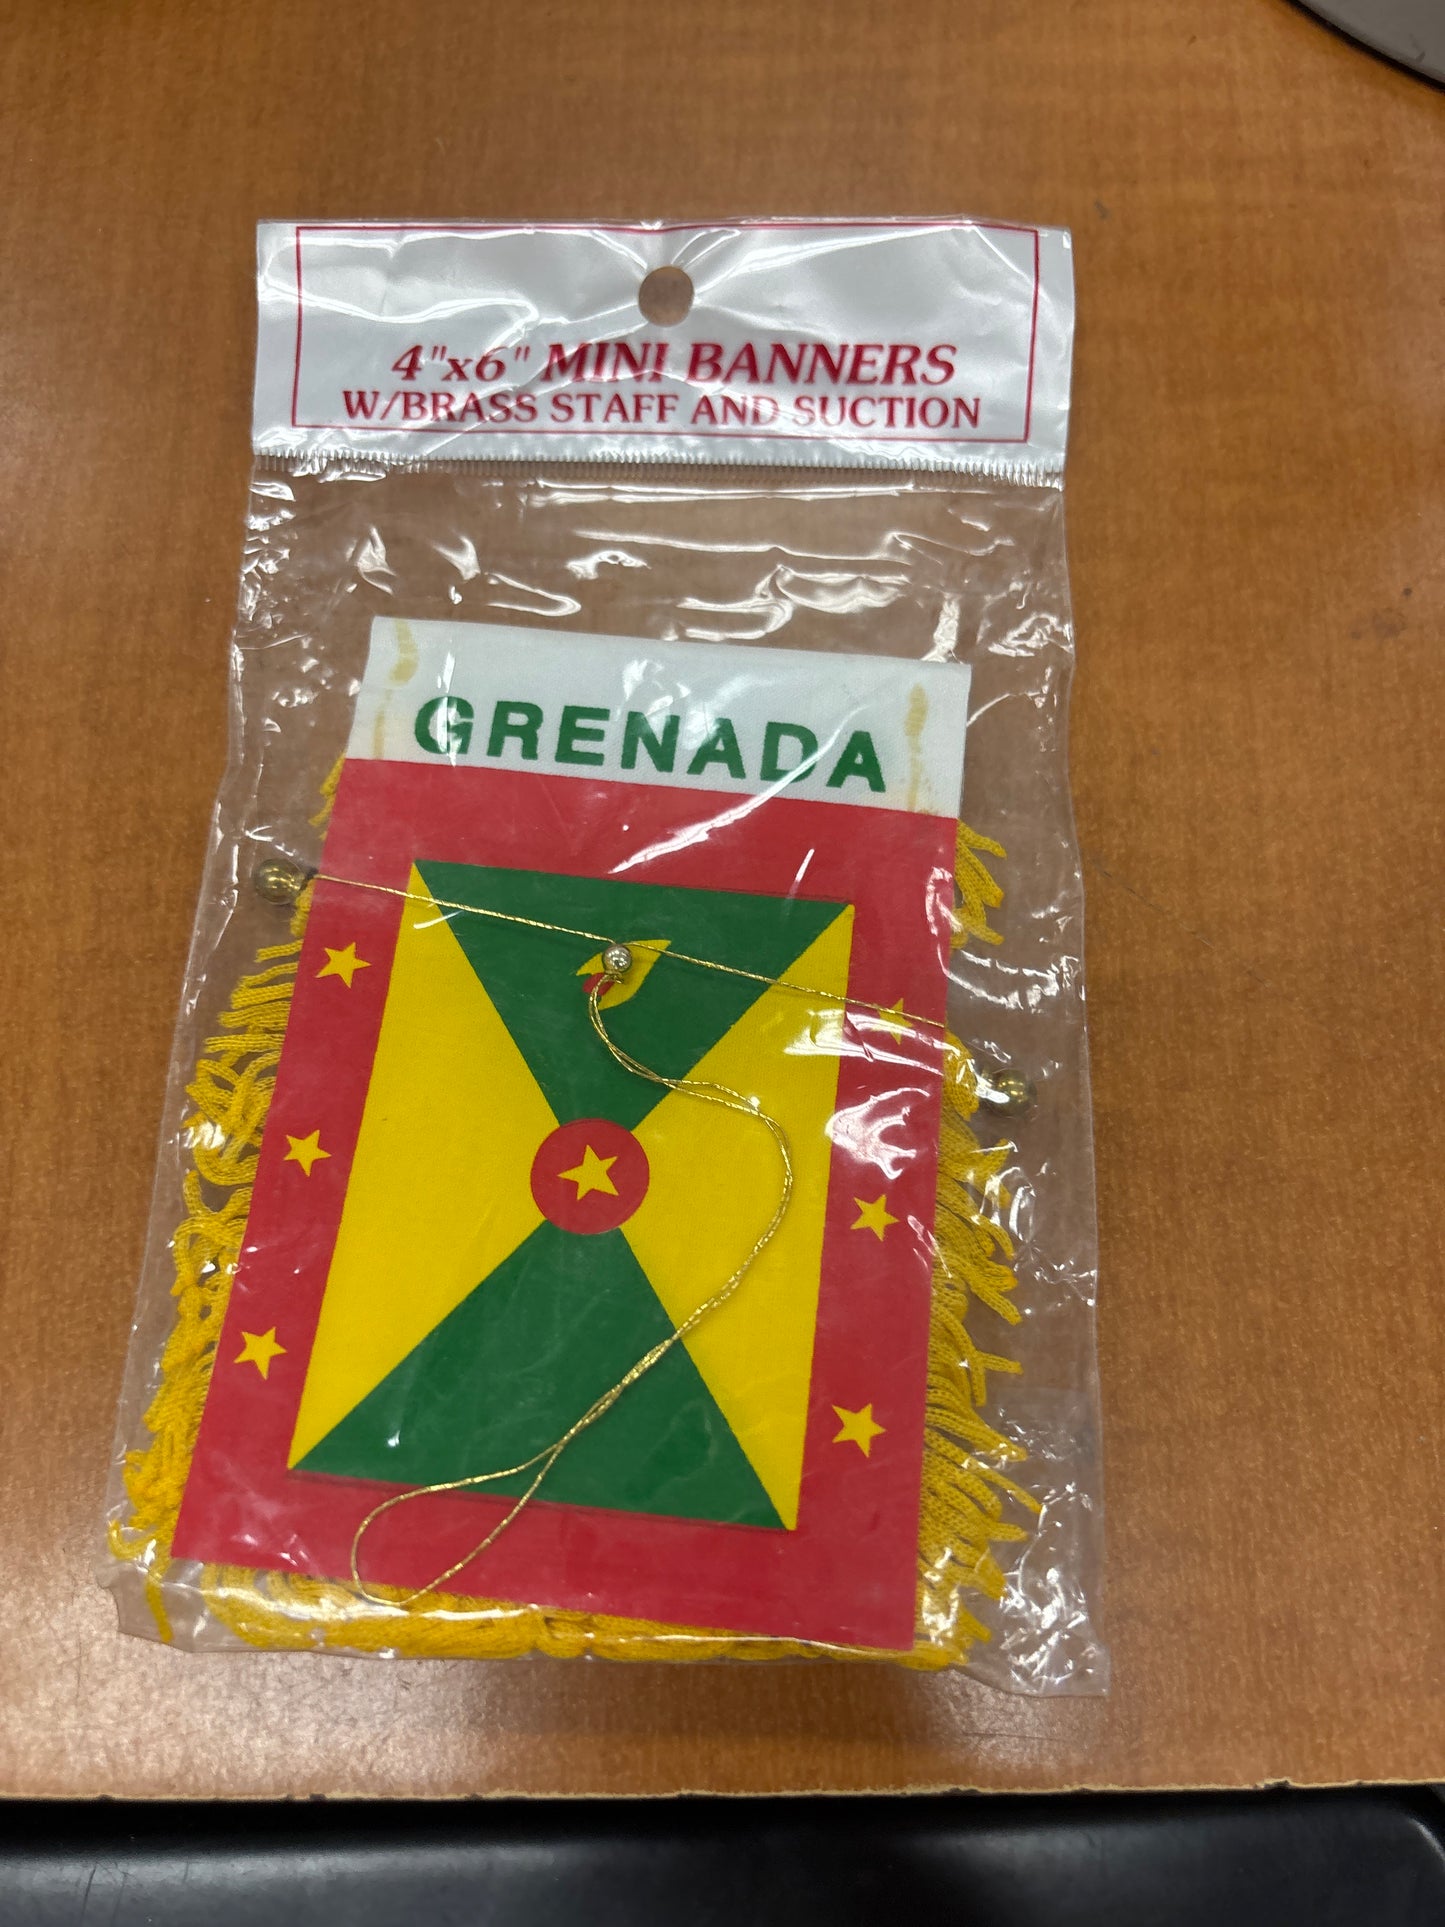 4"x6" MINI BANNERS
W/BRASS STAFF AND SUCTION
GRENADA